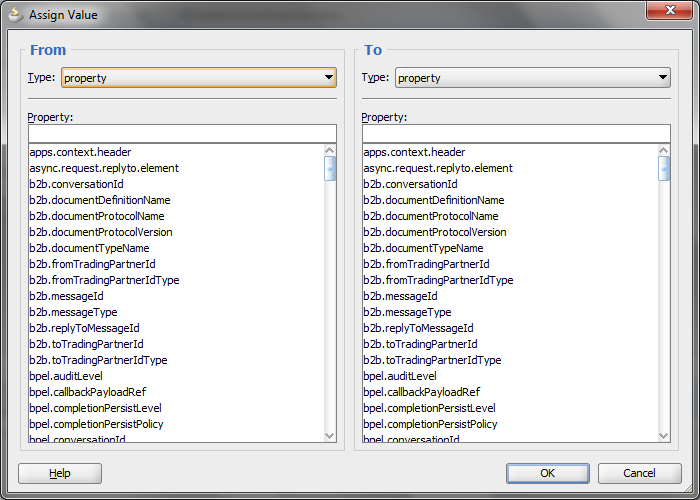 Assign Value
From
Type: property
Property:
apps.context.header
async.request.replyto.element
b2b.conversationId
b2b.documentDefinitionName
b2b.documentProtocolName
b2b.documentProtocolVersion
b2b.documentTypeName
b2b.fromTradingPartnerId
b2b.fromTradingPartnerIdType
b2b.messageId
b2b.messageType
b2b.replyToMessageId
b2b.toTradingPartnerId
b2b.toTradingPartnerIdType
bpel.auditLevel
bpel.callbackPayloadRef
bpel.completionPersistLevel
bpel.completionPersistPolicy
bpel.conversationId
To
Type: property
Property:
apps.context.header
async.request.replyto.element
b2b.conversationId
b2b.documentDefinitionName
b2b.documentProtocolName
b2b.documentProtocolVersion
b2b.documentTypeName
b2b.fromTradingPartnerId
b2b.fromTradingPartnerIdType
b2b.messageId
b2b.messageType
b2b.replyToMessageId
b2b.toTradingPartnerId
b2b.toTradingPartnerIdType
bpel.auditLevel
bpel.callbackPayloadRef
bpel.completionPersistLevel
bpel.completionPersistPolicy
bpel.conversationId
Help
OK
Cancel